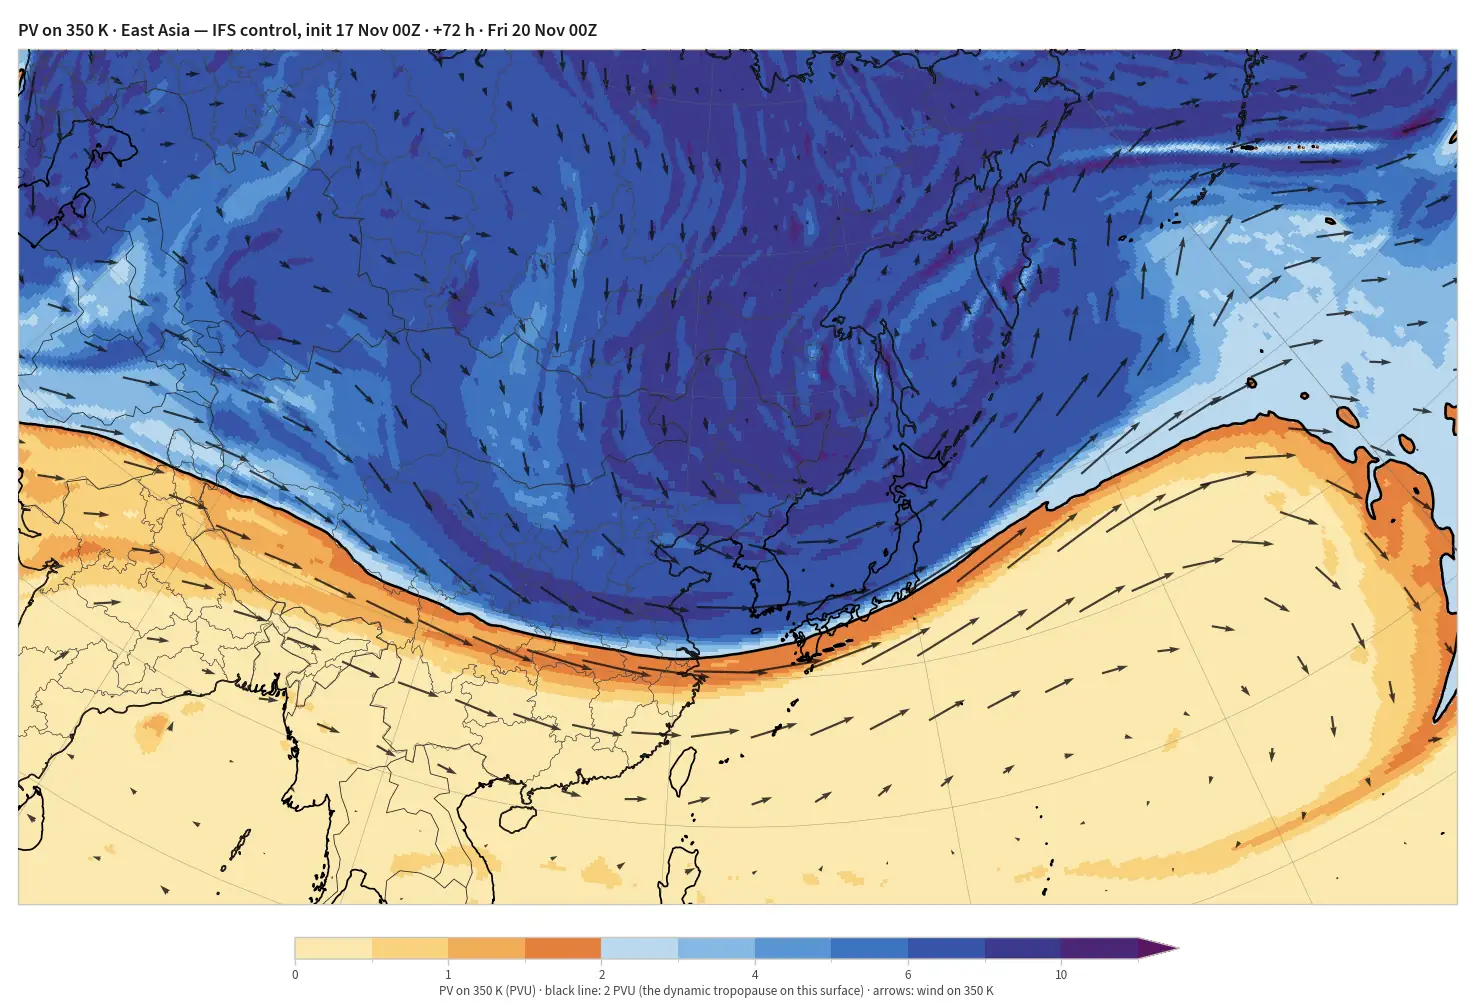 PV on 350 K · East Asia — IFS control, init 17 Nov 00Z · +72 h · Fri 20 Nov 00Z
0 1 2 4 6 10
PV on 350 K (PVU) · black line: 2 PVU (the dynamic tropopause on this surface) · arrows: wind on 350 K